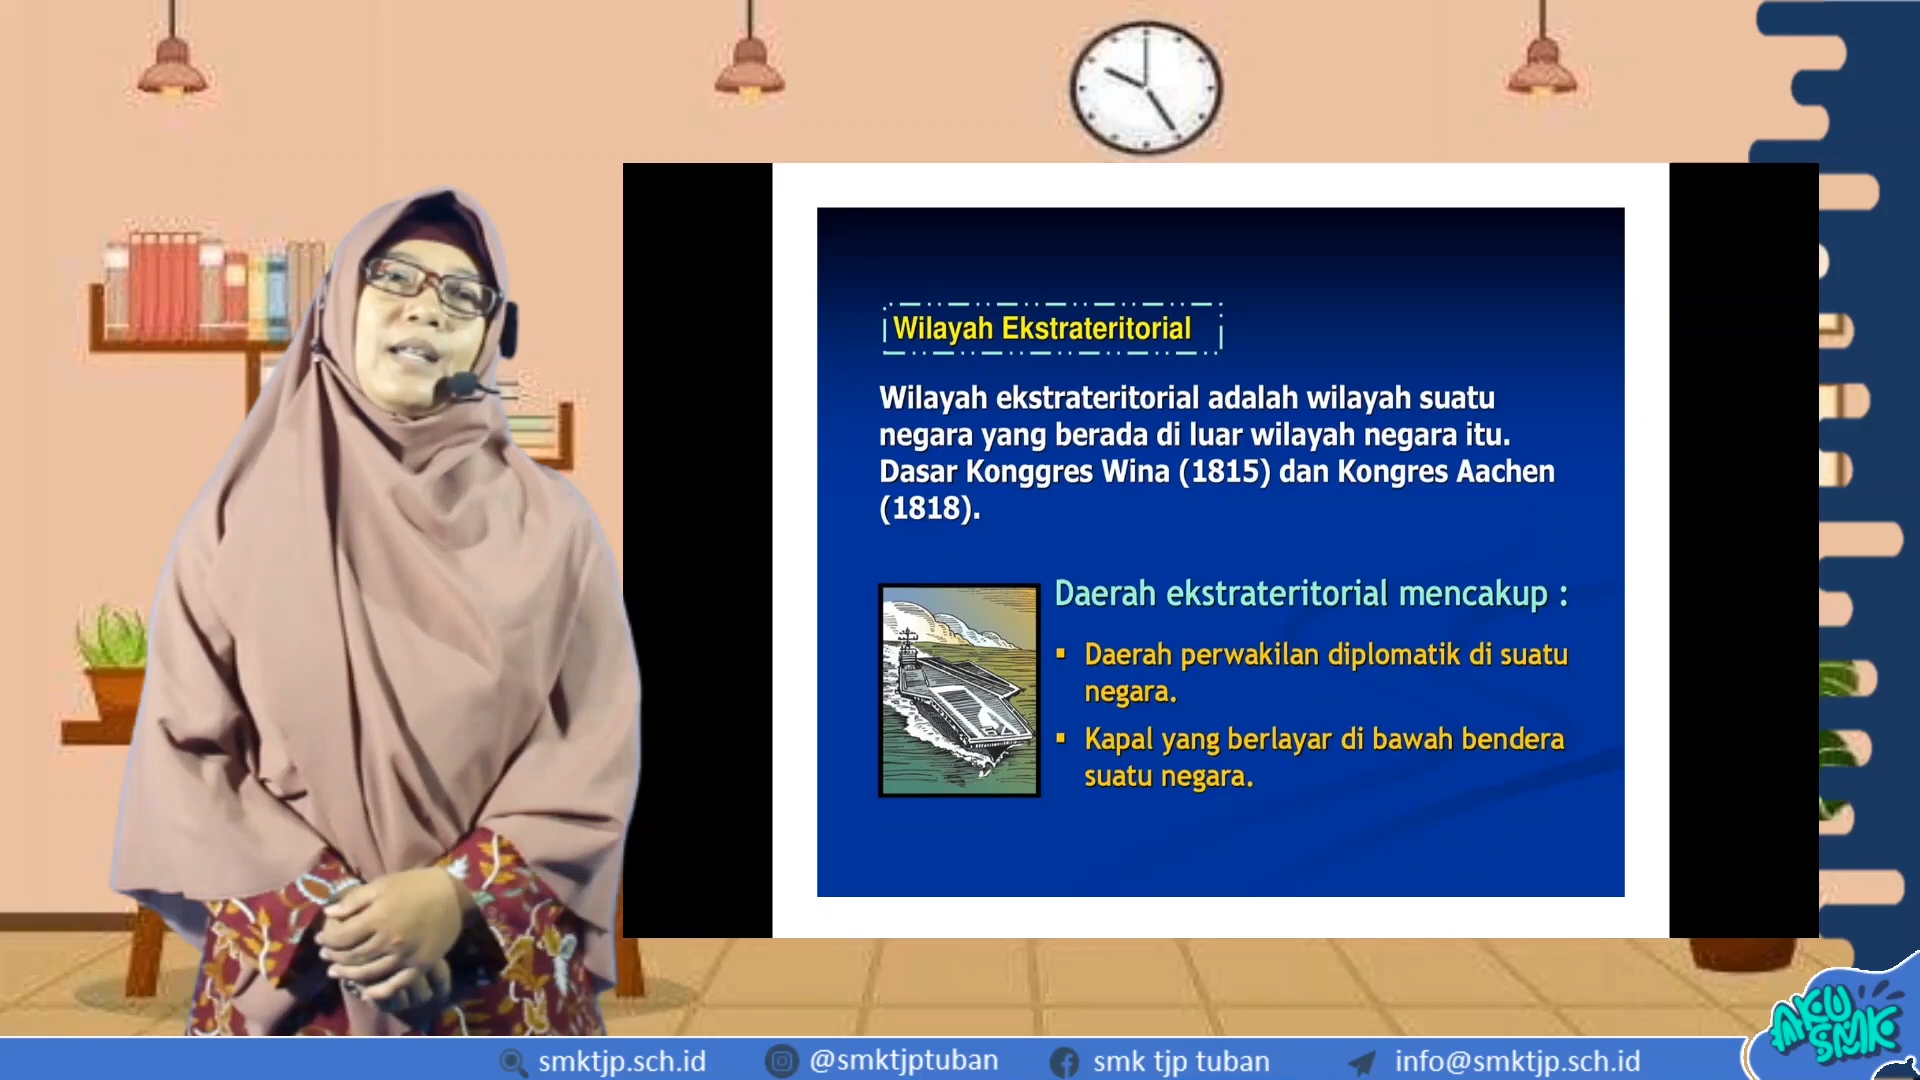 Wilayah Ekstrateritorial
Wilayah ekstrateritorial adalah wilayah suatu
negara yang berada di luar wilayah negara itu.
Dasar Konggres Wina (1815) dan Kongres Aachen
(1818).
Daerah ekstrateritorial mencakup :
▪ Daerah perwakilan diplomatik di suatu
negara.
▪ Kapal yang berlayar di bawah bendera
suatu negara.
smktjp.sch.id
@smktjptuban
smk tjp tuban
info@smktjp.sch.id
AKU
SMK